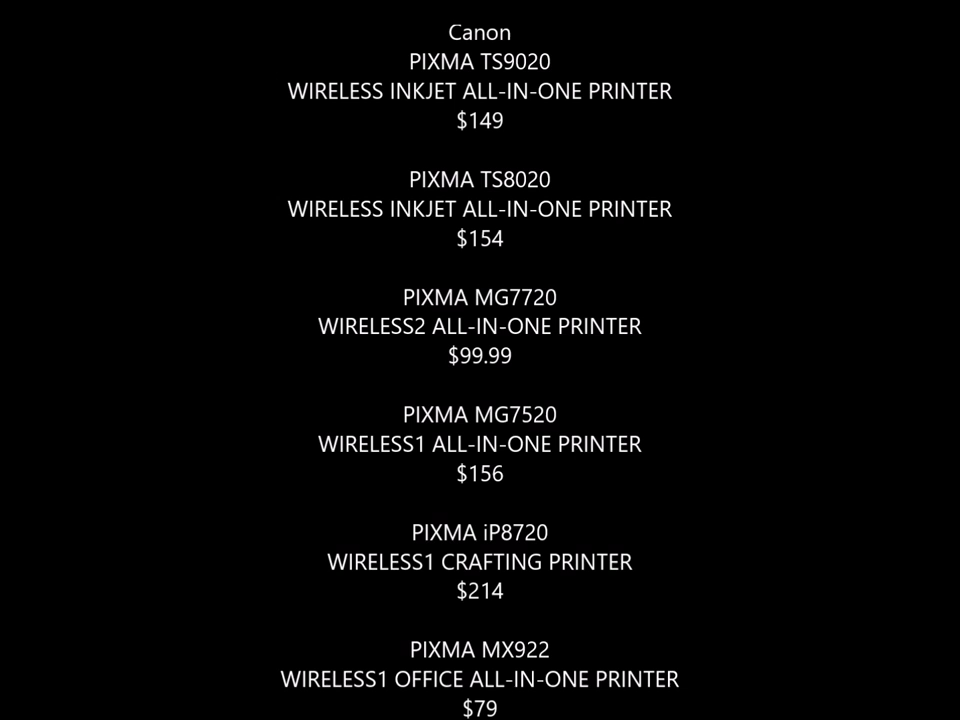 Canon
PIXMA TS9020
WIRELESS INKJET ALL-IN-ONE PRINTER
$149
PIXMA TS8020
WIRELESS INKJET ALL-IN-ONE PRINTER
$154
PIXMA MG7720
WIRELESS2 ALL-IN-ONE PRINTER
$99.99
PIXMA MG7520
WIRELESS1 ALL-IN-ONE PRINTER
$156
PIXMA iP8720
WIRELESS1 CRAFTING PRINTER
$214
PIXMA MX922
WIRELESS1 OFFICE ALL-IN-ONE PRINTER
$79